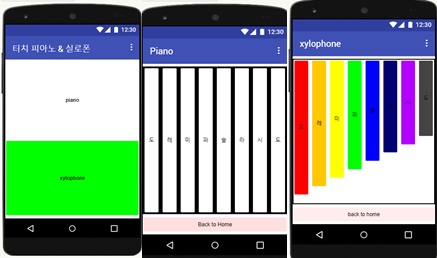 12:30
터치 피아노 & 실로폰
piano
xylophone
12:30
Piano
도 레 미 파 솔 라 시 도
Back to Home
12:30
xylophone
도 레 미 파 시 도
back to home